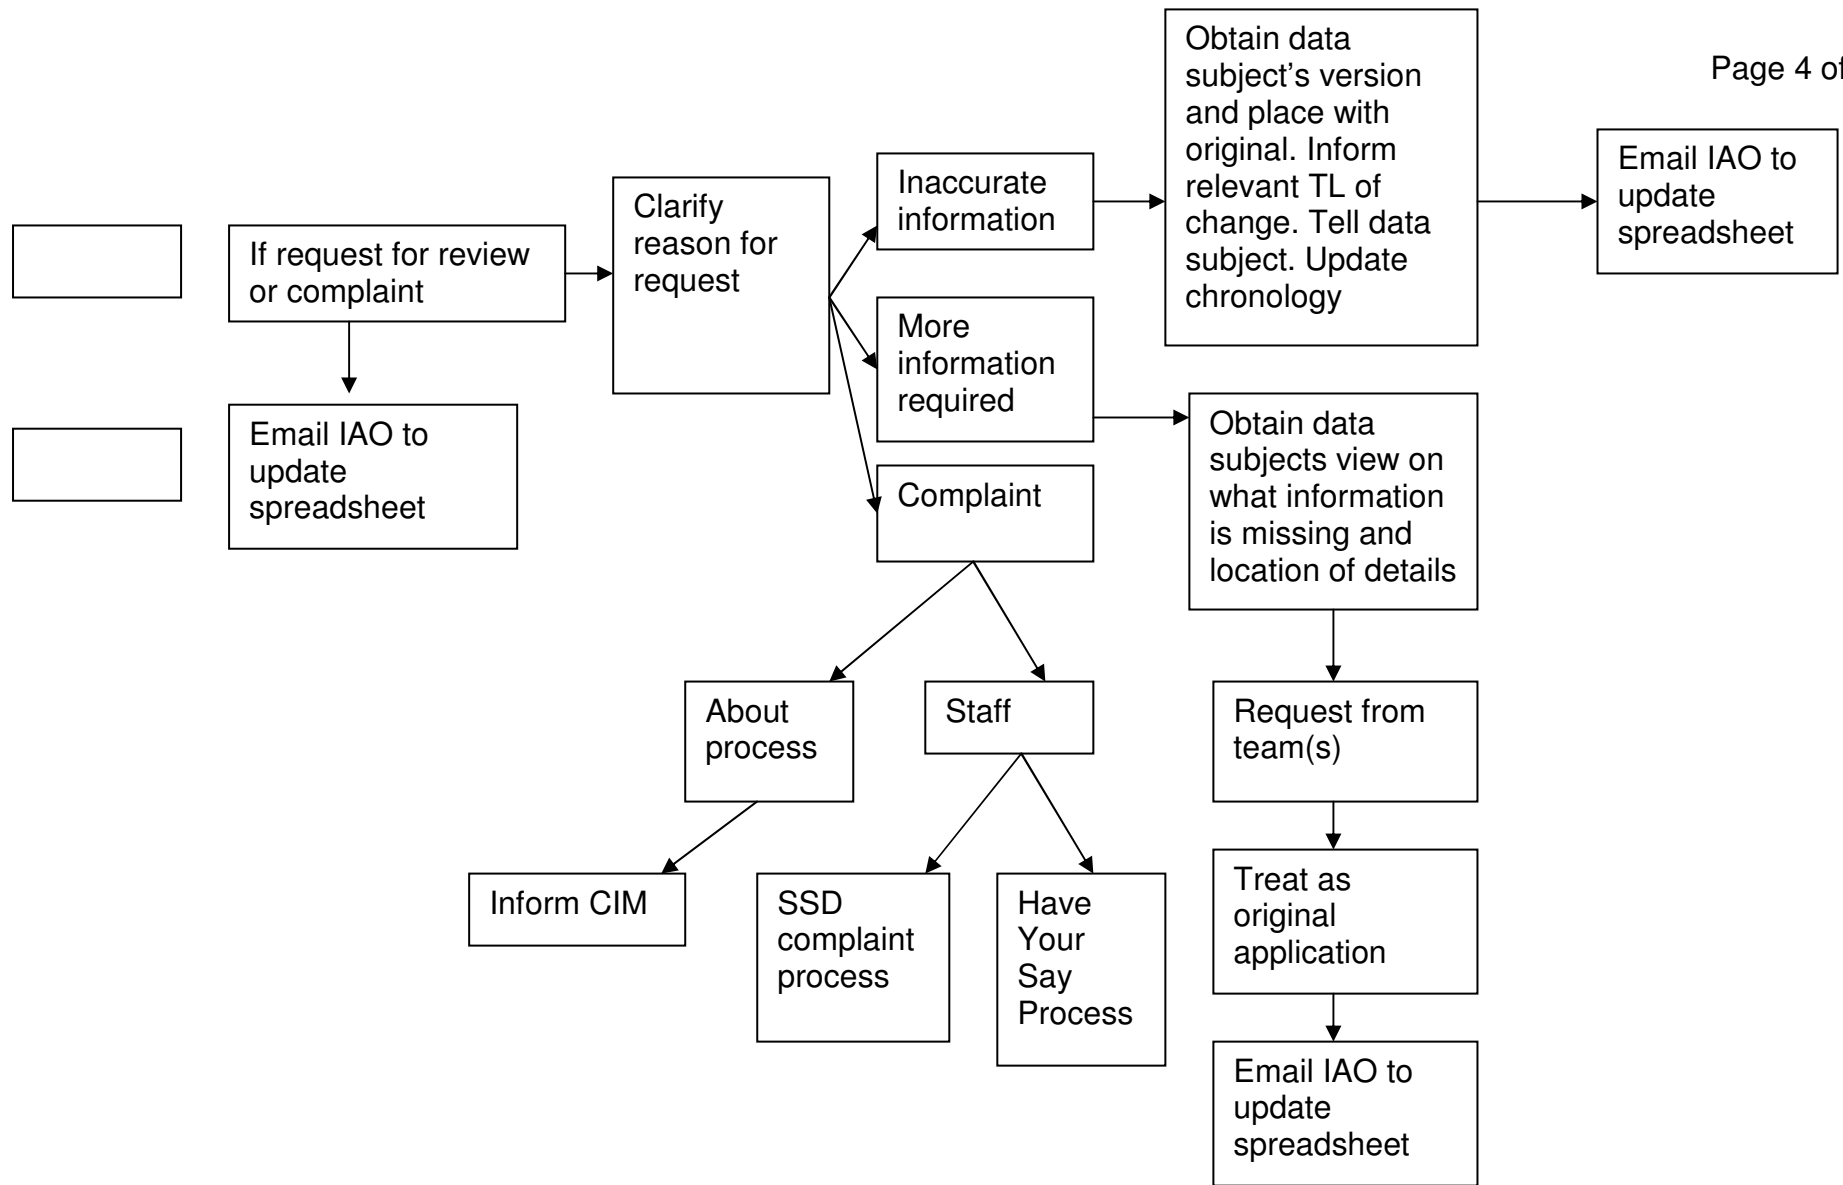 Page 4 of
If request for review
or complaint
Email IAO to
update
spreadsheet
Clarify
reason for
request
Inaccurate
information
More
information
required
Complaint
Obtain data
subject’s version
and place with
original. Inform
relevant TL of
change. Tell data
subject. Update
chronology
Email IAO to
update
spreadsheet
Obtain data
subjects view on
what information
is missing and
location of details
About
process
Staff
Request from
team(s)
Inform CIM
SSD
complaint
process
Have
Your
Say
Process
Treat as
original
application
Email IAO to
update
spreadsheet